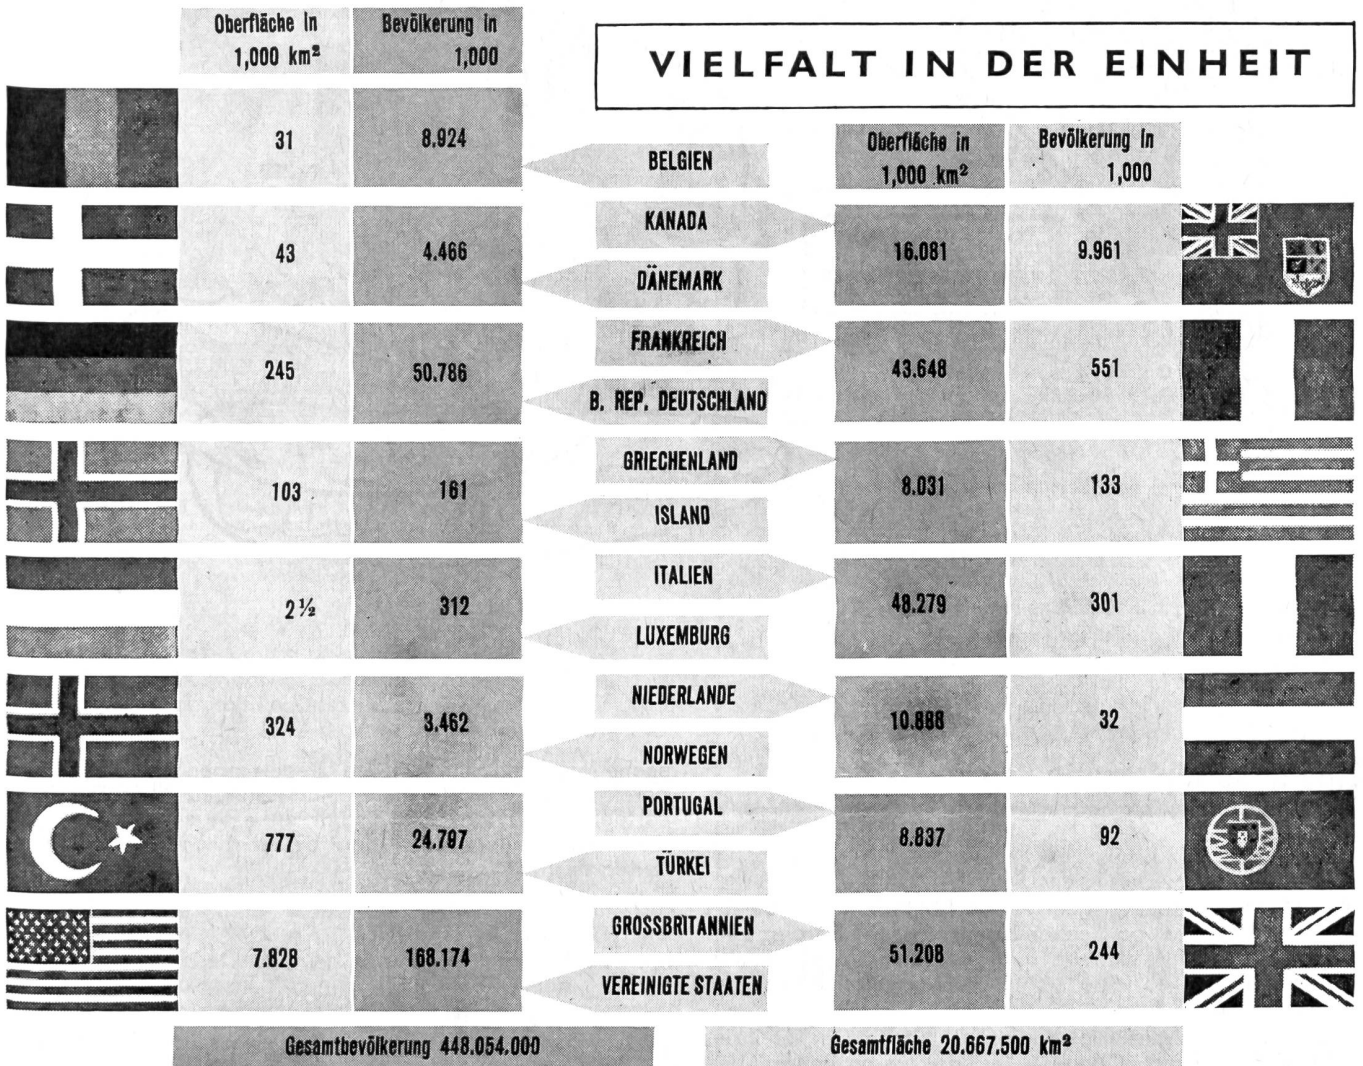 Oberfläche in
1,000 km²
Bevölkerung in
1,000
VIELFALT IN DER EINHEIT
31 8.924
BELGIEN
Oberfläche in
1,000 km²
Bevölkerung in
1,000
KANADA
43 4.466
16.081 9.961
DÄNEMARK
FRANKREICH
245 50.786
43.648 551
B. REP. DEUTSCHLAND
GRIECHENLAND
103 161
8.031 133
ISLAND
ITALIEN
2 ½ 312
48.279 301
LUXEMBURG
NIEDERLANDE
324 3.462
10.888 32
NORWEGEN
PORTUGAL
777 24.797
8.837 92
TÜRKEI
GROSSBRITANNIEN
7.828 168.174
51.208 244
VEREINIGTE STAATEN
Gesamtbevölkerung 448.054.000
Gesamtfläche 20.667.500 km²